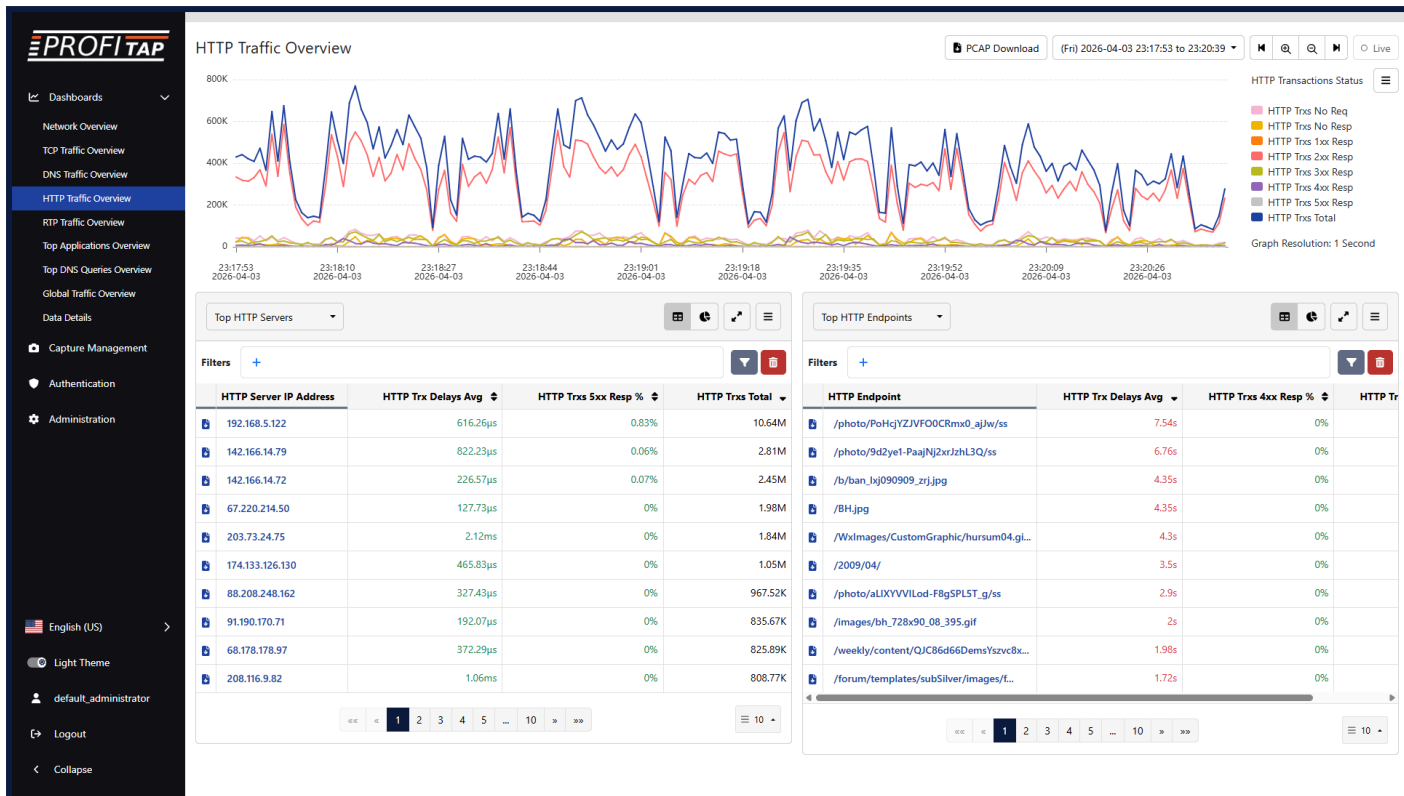 PROFITAP
Dashboards
Network Overview
TCP Traffic Overview
DNS Traffic Overview
HTTP Traffic Overview
RTP Traffic Overview
Top Applications Overview
Top DNS Queries Overview
Global Traffic Overview
Data Details
Capture Management
Authentication
Administration
English (US)
Light Theme
default_administrator
Logout
Collapse
HTTP Traffic Overview
PCAP Download
(Fri) 2026-04-03 23:17:53 to 23:20:39
Live
800K
600K
400K
200K
0
23:17:53 23:18:10 23:18:27 23:18:44 23:19:01 23:19:18 23:19:35 23:19:52 23:20:09 23:20:26
2026-04-03 2026-04-03 2026-04-03 2026-04-03 2026-04-03 2026-04-03 2026-04-03 2026-04-03 2026-04-03 2026-04-03
HTTP Transactions Status
HTTP Trxs No Req
HTTP Trxs No Resp
HTTP Trxs 1xx Resp
HTTP Trxs 2xx Resp
HTTP Trxs 3xx Resp
HTTP Trxs 4xx Resp
HTTP Trxs 5xx Resp
HTTP Trxs Total
Graph Resolution: 1 Second
Top HTTP Servers
Filters +
HTTP Server IP Address HTTP Trx Delays Avg HTTP Trxs 5xx Resp % HTTP Trxs Total
192.168.5.122 616.26µs 0.83% 10.64M
142.166.14.79 822.23µs 0.06% 2.81M
142.166.14.72 226.57µs 0.07% 2.45M
67.220.214.50 127.73µs 0% 1.98M
203.73.24.75 2.12ms 0% 1.84M
174.133.126.130 465.83µs 0% 1.05M
88.208.248.162 327.43µs 0% 967.52K
91.190.170.71 192.07µs 0% 835.67K
68.178.178.97 372.29µs 0% 825.89K
208.116.9.82 1.06ms 0% 808.77K
«« « 1 2 3 4 5 ... 10 » »»
10
Top HTTP Endpoints
Filters +
HTTP Endpoint HTTP Trx Delays Avg HTTP Trxs 4xx Resp % HTTP Tr
/photo/PoHcjYZJVFO0CRmx0_ajJw/ss 7.54s 0%
/photo/9d2ye1-PaajNj2xrJzhL3Q/ss 6.76s 0%
/b/ban_lxj090909_zrj.jpg 4.35s 0%
/BH.jpg 4.35s 0%
/WxImages/CustomGraphic/hursum04.gi... 4.3s 0%
/2009/04/ 3.5s 0%
/photo/aLIXYVVILod-F8gSPL5T_g/ss 2.9s 0%
/images/bh_728x90_08_395.gif 2s 0%
/weekly/content/QJC86d66DemsYszvc8x... 1.98s 0%
/forum/templates/subSilver/images/f... 1.72s 0%
«« « 1 2 3 4 5 ... 10 » »»
10